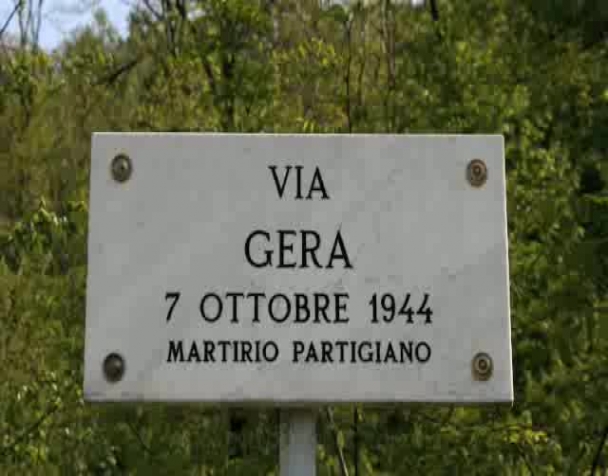 VIA
GERA
7 OTTOBRE 1944
MARTIRIO PARTIGIANO